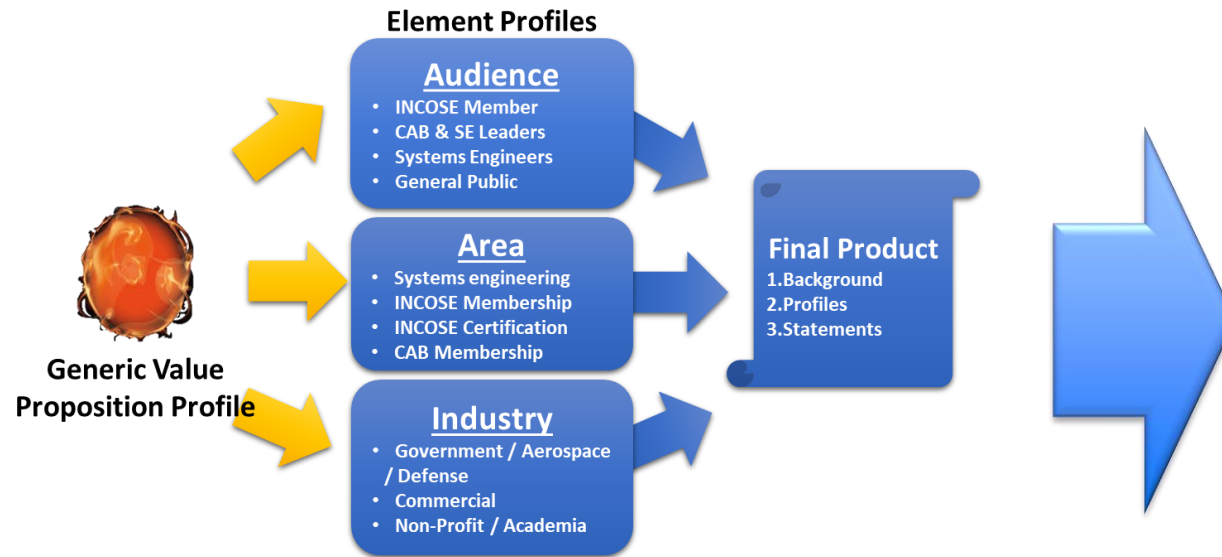 Element Profiles
Audience
• INCOSE Member
• CAB & SE Leaders
• Systems Engineers
• General Public
Area
• Systems engineering
• INCOSE Membership
• INCOSE Certification
• CAB Membership
Industry
• Government / Aerospace
/ Defense
• Commercial
• Non-Profit / Academia
Generic Value
Proposition Profile
Final Product
1.Background
2.Profiles
3.Statements